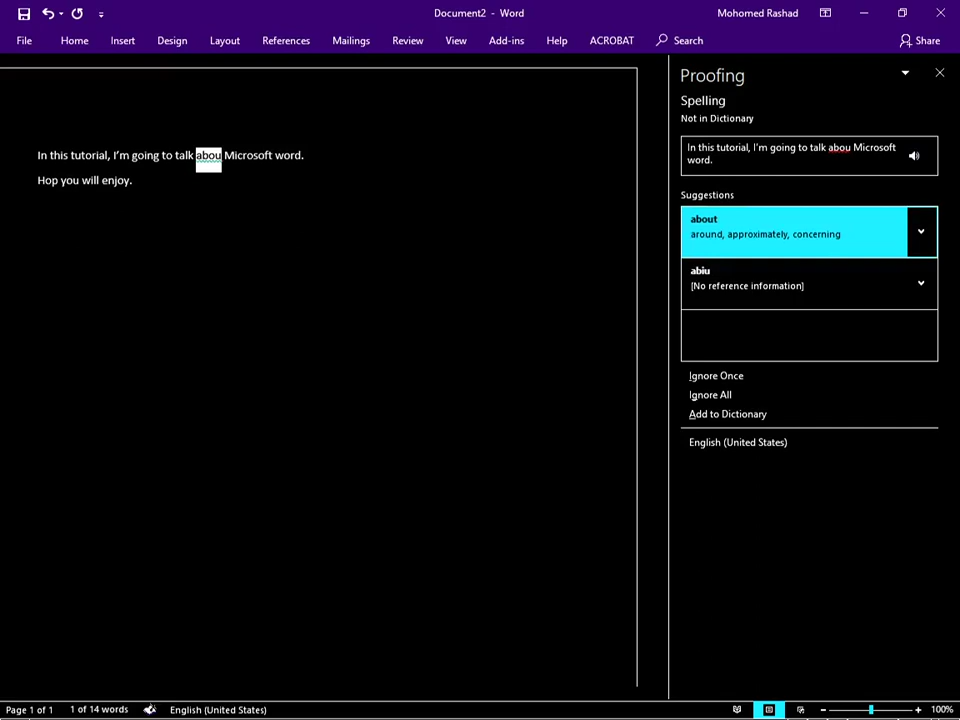 Document2 - Word
Mohomed Rashad
File Home Insert Design Layout References Mailings Review View Add-ins Help ACROBAT Search Share
In this tutorial, I'm going to talk abou Microsoft word.
Hop you will enjoy.
Proofing
Spelling
Not in Dictionary
In this tutorial, I'm going to talk abou Microsoft
word.
Suggestions
about
around, approximately, concerning
abiu
[No reference information]
Ignore Once
Ignore All
Add to Dictionary
English (United States)
Page 1 of 1 1 of 14 words English (United States) 100%